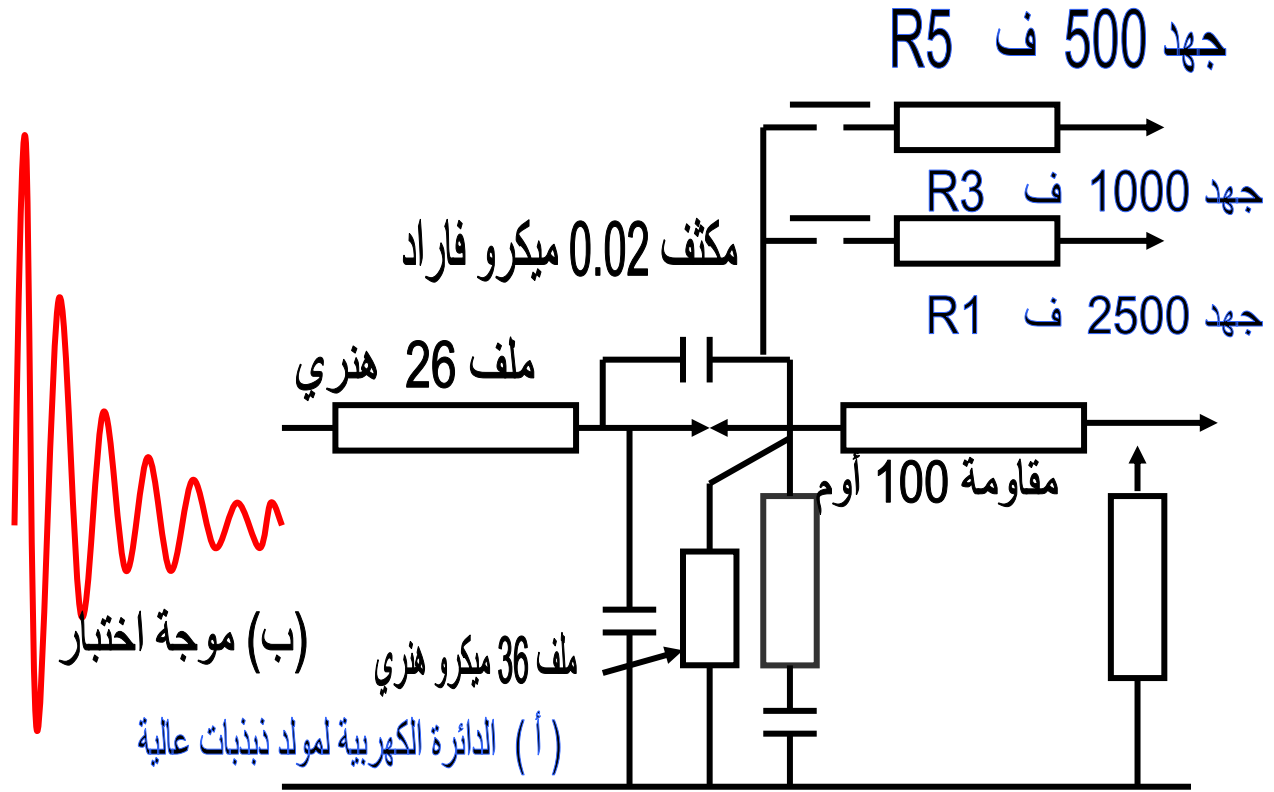 جهد 500 ف R5
جهد 1000 ف R3
مكثف 0.02 ميكرو فاراد
جهد 2500 ف R1
ملف 26 هنري
مقاومة 100 أوم
(ب) موجة اختبار
ملف 36 ميكرو هنري
( أ ) الدائرة الكهربية لمولد ذبذبات عالية